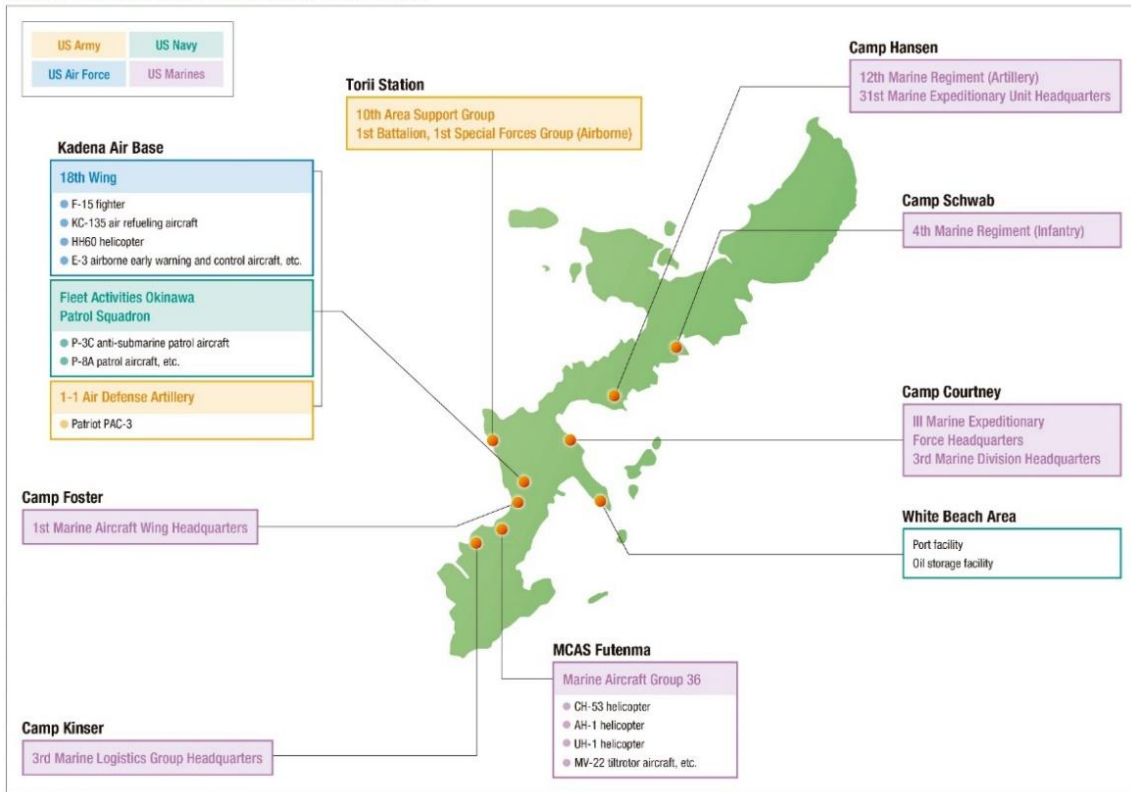 US Army
US Navy
US Air Force
US Marines
Torii Station
10th Area Support Group
1st Battalion, 1st Special Forces Group (Airborne)
Camp Hansen
12th Marine Regiment (Artillery)
31st Marine Expeditionary Unit Headquarters
Kadena Air Base
18th Wing
F-15 fighter
KC-135 air refueling aircraft
HH60 helicopter
E-3 airborne early warning and control aircraft, etc.
Fleet Activities Okinawa
Patrol Squadron
P-3C anti-submarine patrol aircraft
P-8A patrol aircraft, etc.
1-1 Air Defense Artillery
Patriot PAC-3
Camp Schwab
4th Marine Regiment (Infantry)
Camp Courtney
III Marine Expeditionary
Force Headquarters
3rd Marine Division Headquarters
Camp Foster
1st Marine Aircraft Wing Headquarters
White Beach Area
Port facility
Oil storage facility
MCAS Futenma
Marine Aircraft Group 36
CH-53 helicopter
AH-1 helicopter
UH-1 helicopter
MV-22 tiltrotor aircraft, etc.
Camp Kinser
3rd Marine Logistics Group Headquarters